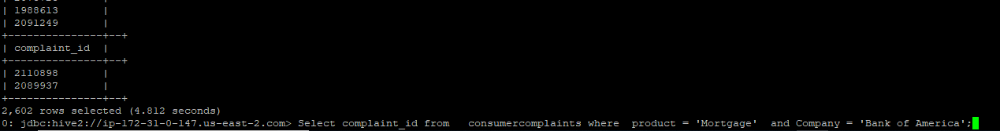 | 1988613 |
| 2091249 |
+---------------+--+
| complaint_id |
+---------------+--+
| 2110898 |
| 2089937 |
+---------------+--+
2,602 rows selected (4.812 seconds)
0: jdbc:hive2://ip-172-31-0-147.us-east-2.com> Select complaint_id from consumercomplaints where product = 'Mortgage' and Company = 'Bank of America';